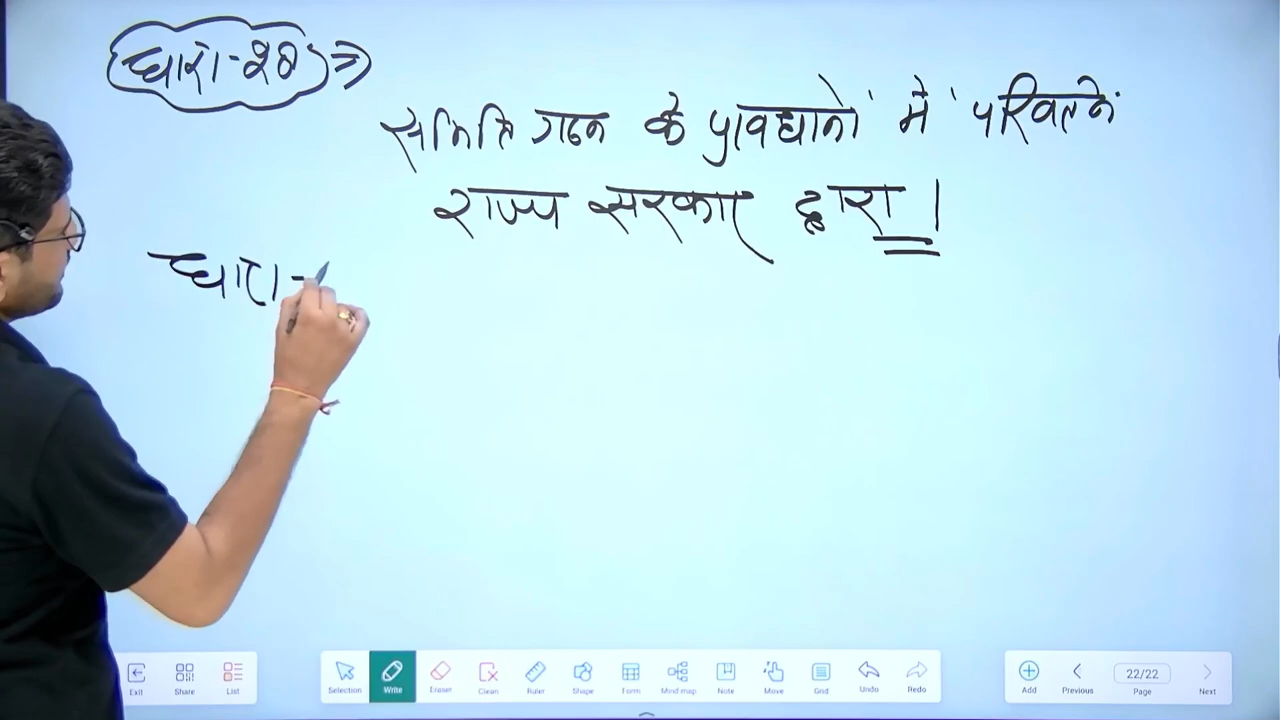 धारा-२० ⇒
समिति गठन के प्रावधानों में परिवर्तन
राज्य सरकार द्वारा ।
धारा-
Exit Share List Selection Write Eraser Clean Ruler Shape Form Mind map Note Move Grid Undo Redo Add Previous 22/22 Page Next